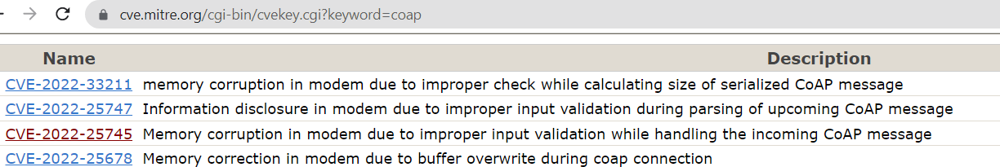 cve.mitre.org/cgi-bin/cvekey.cgi?keyword=coap
Name Description
CVE-2022-33211 memory corruption in modem due to improper check while calculating size of serialized CoAP message
CVE-2022-25747 Information disclosure in modem due to improper input validation during parsing of upcoming CoAP message
CVE-2022-25745 Memory corruption in modem due to improper input validation while handling the incoming CoAP message
CVE-2022-25678 Memory correction in modem due to buffer overwrite during coap connection